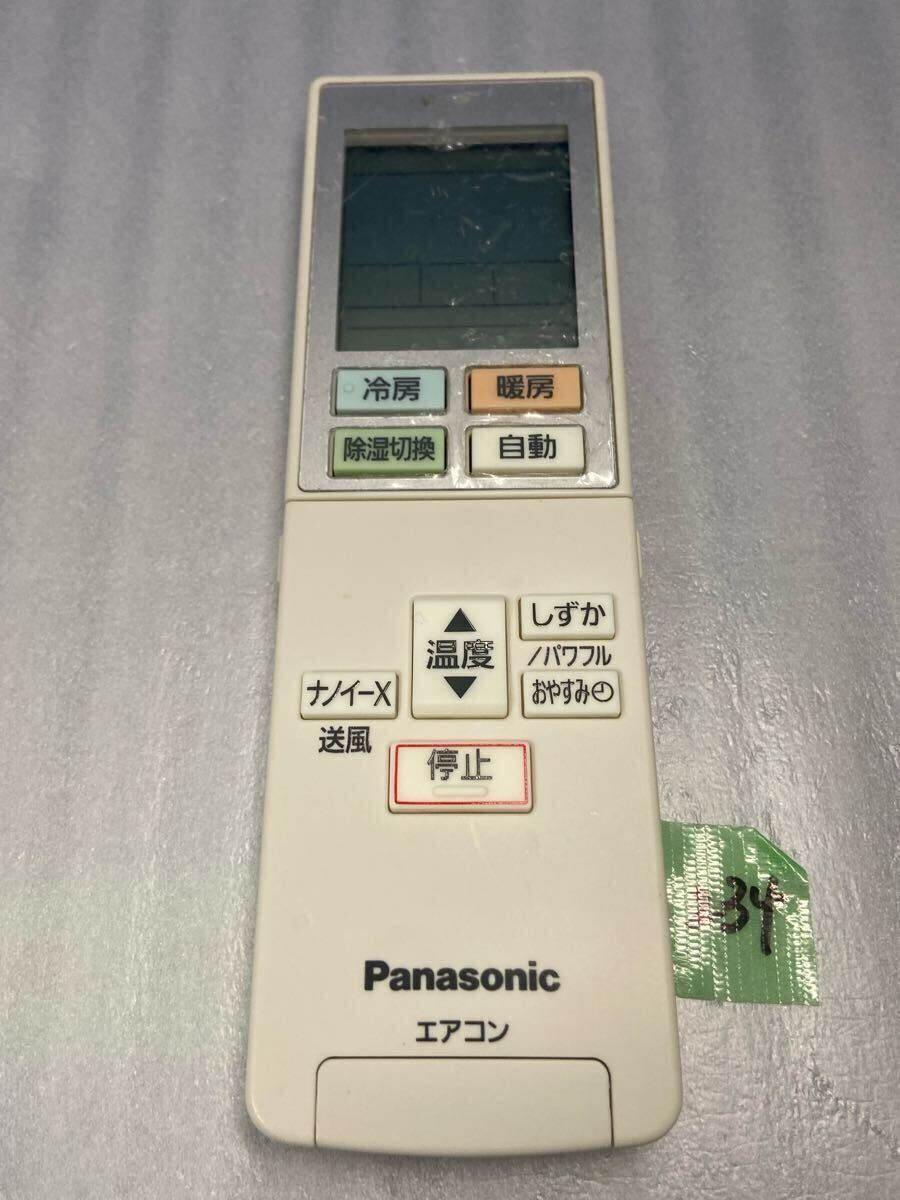 冷房 暖房
除湿切換 自動
▲
温度
▼
しずか
/パワフル
おやすみ
ナノイーX
送風
停止
34
Panasonic
エアコン